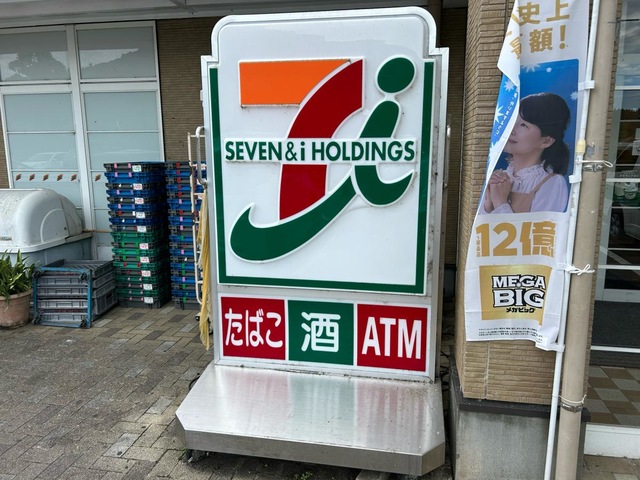 SEVEN & i HOLDINGS
たばこ 酒 ATM
史上
額!
12億
MEGA
BIG
メガビッグ